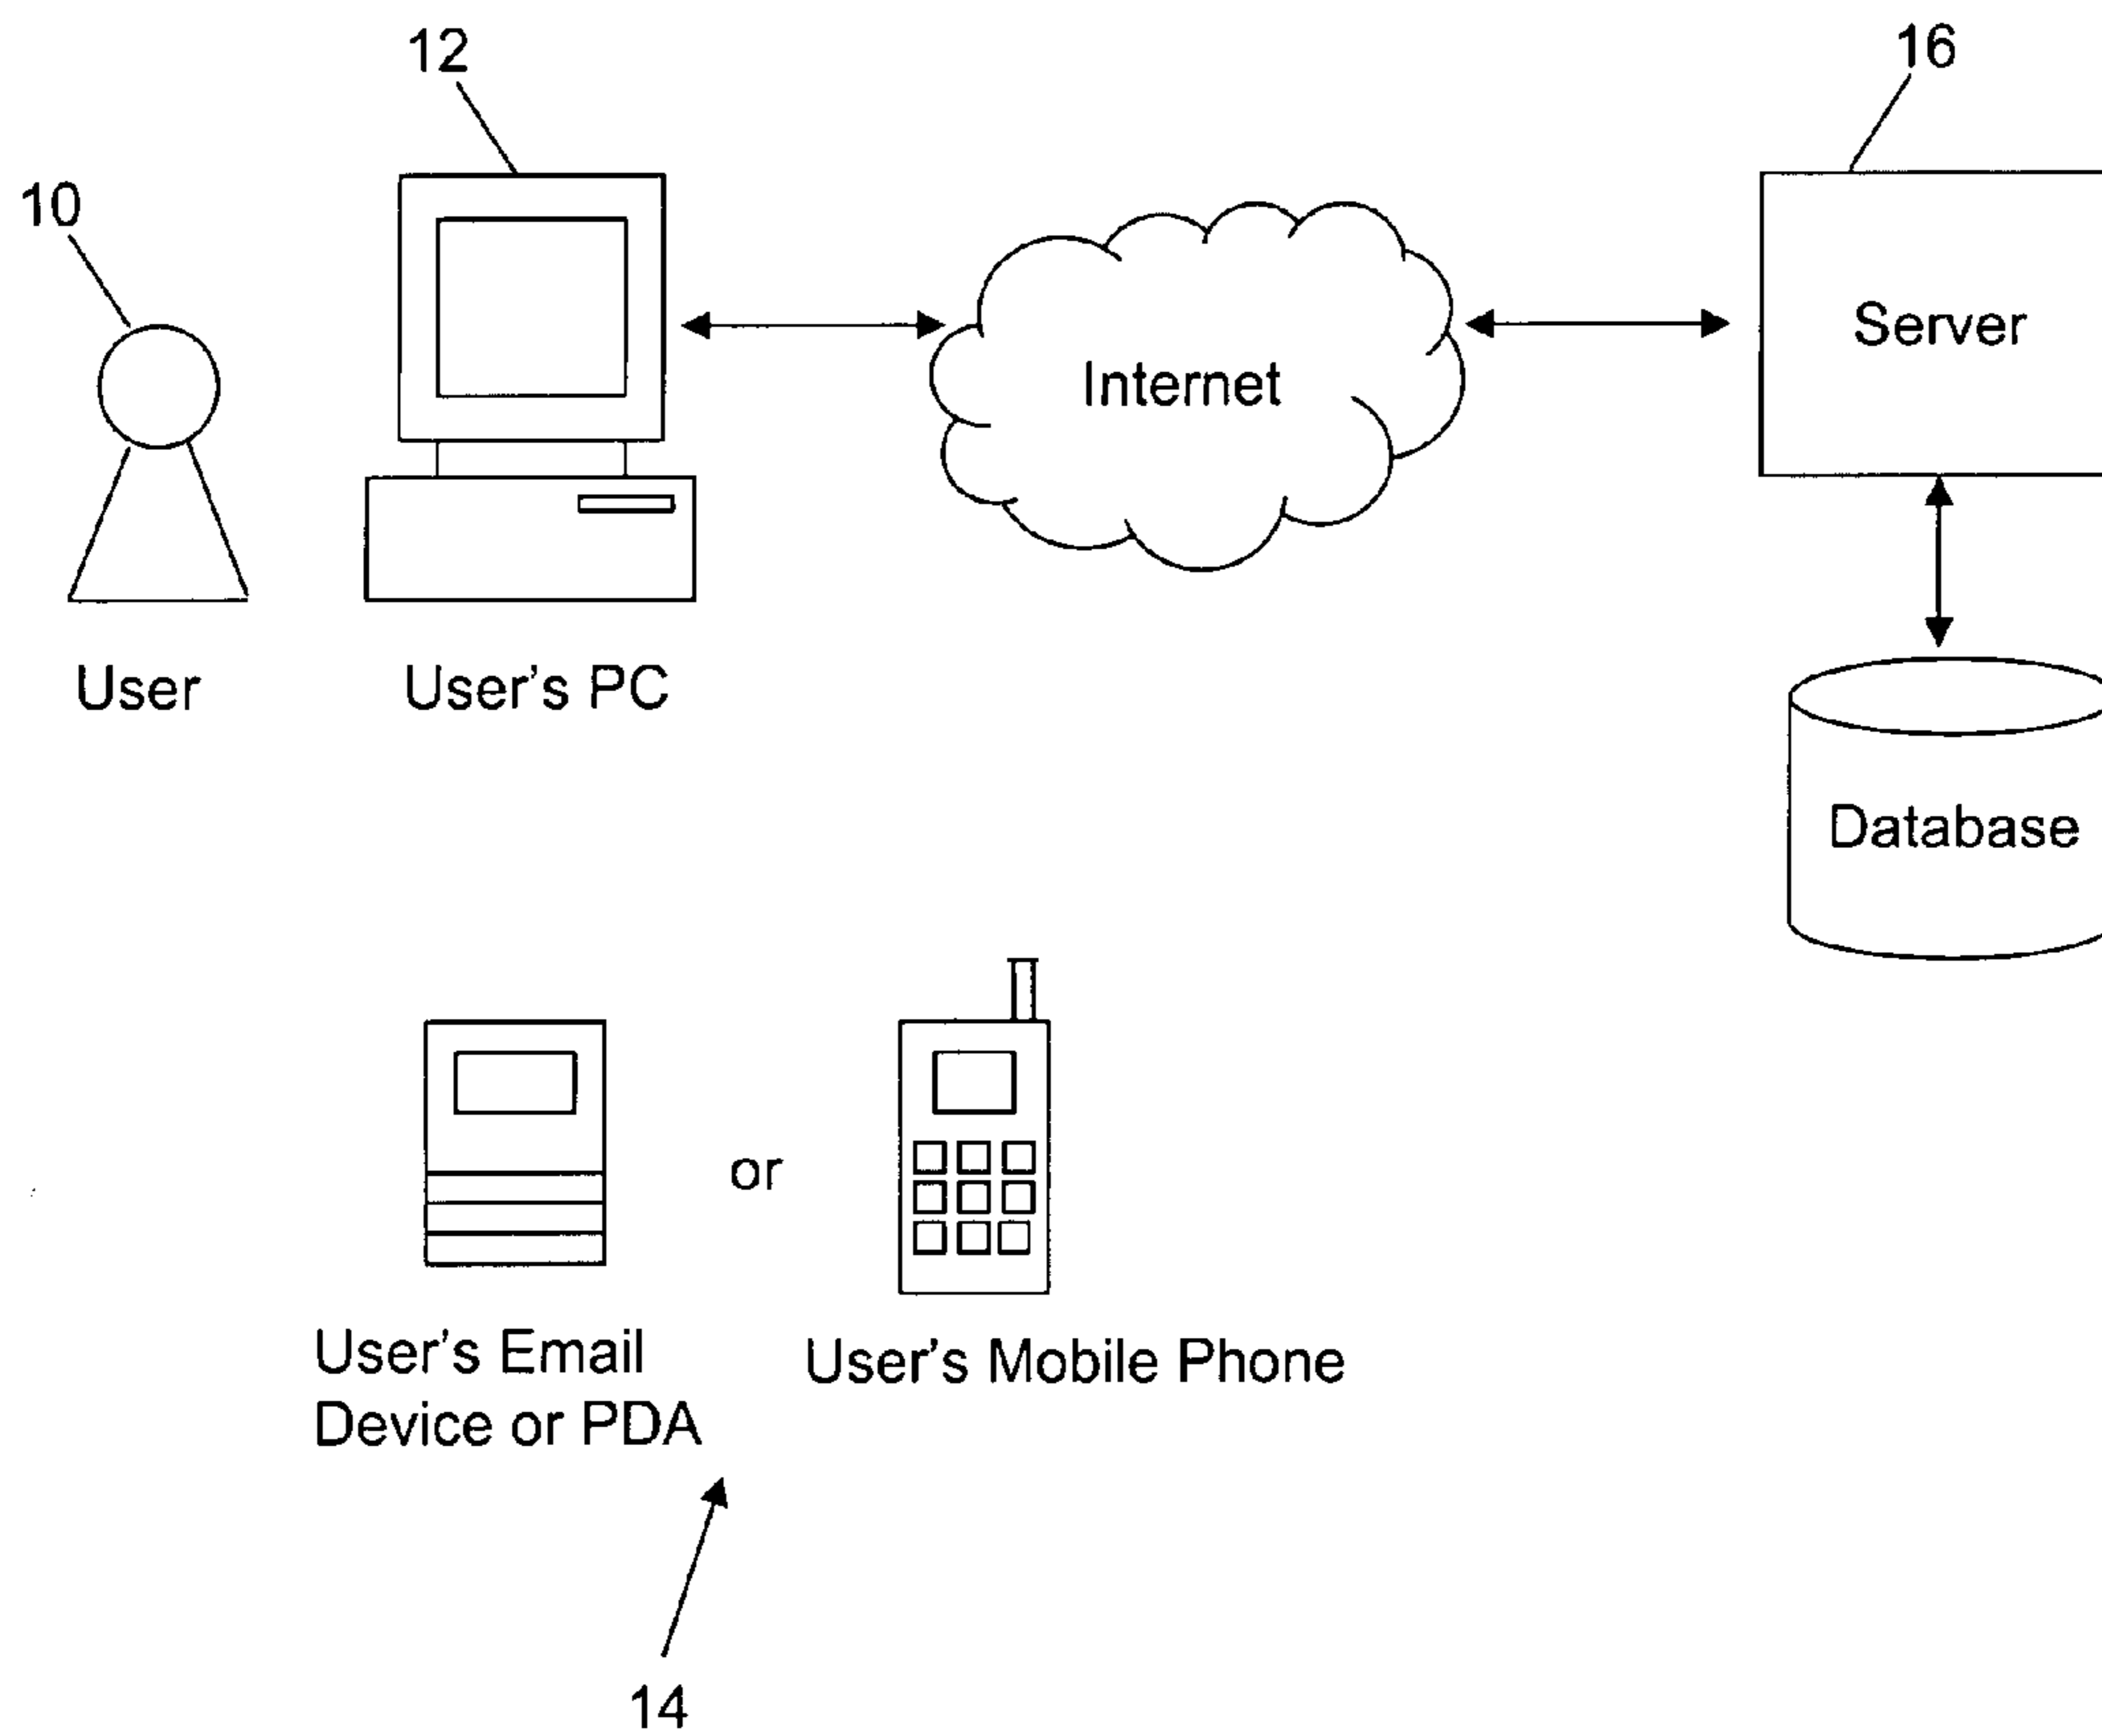 12
16
10
Server
Internet
User
User's PC
Database
or
User's Email
Device or PDA
User's Mobile Phone
14